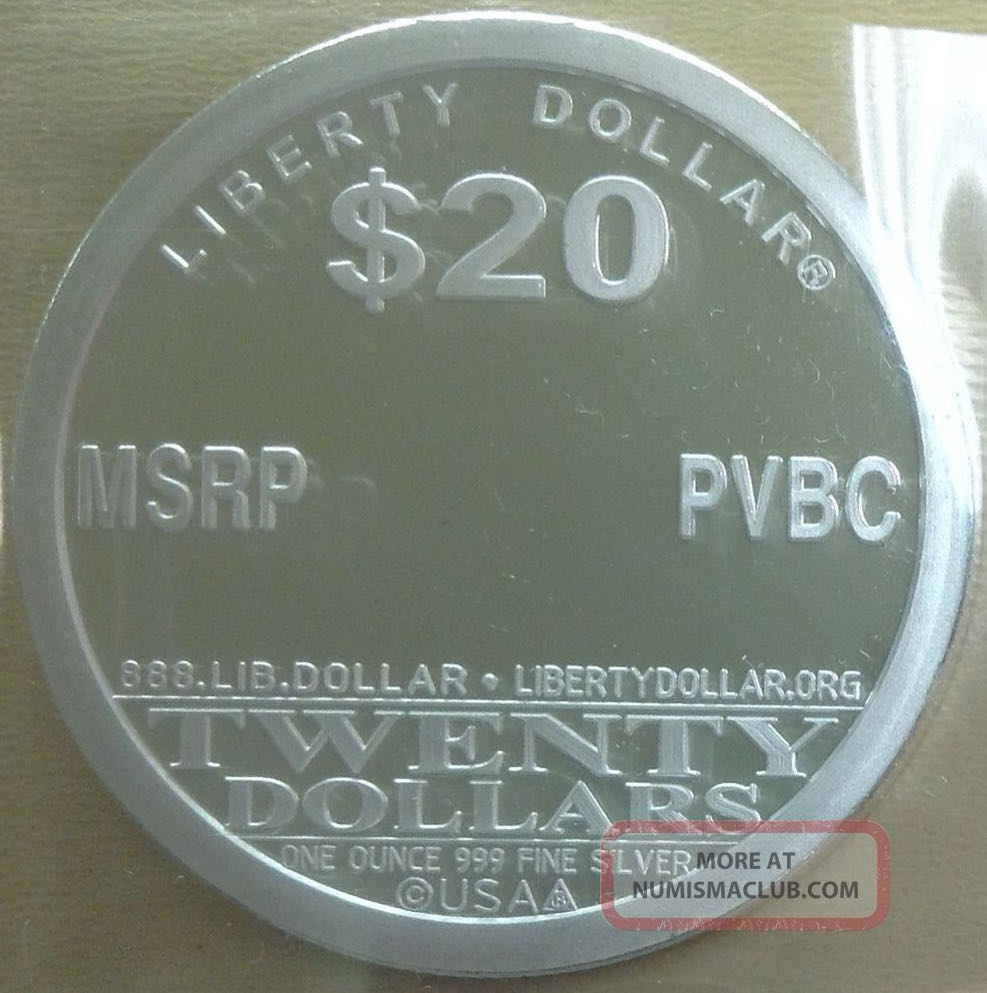 LIBERTY DOLLAR®
$20
MSRP PVBC
888.LIB.DOLLAR • LIBERTYDOLLAR.ORG
TWENTY
DOLLARS
ONE OUNCE 999 FINE SILVER
©USA
MORE AT
NUMISMACLUB.COM